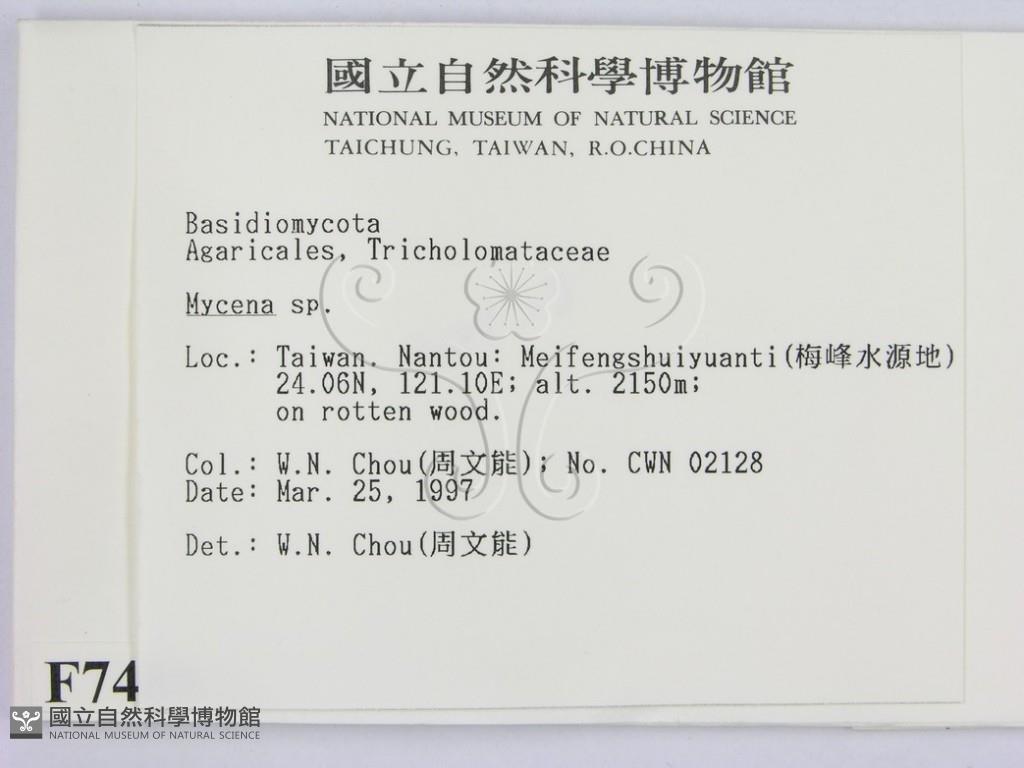 國立自然科學博物館
NATIONAL MUSEUM OF NATURAL SCIENCE
TAICHUNG, TAIWAN, R.O.CHINA
Basidiomycota
Agaricales, Tricholomataceae
Mycena sp.
Loc.: Taiwan. Nantou: Meifengshuiyuanti(梅峰水源地)
24.06N, 121.10E; alt. 2150m;
on rotten wood.
Col.: W.N. Chou(周文能); No. CWN 02128
Date: Mar. 25, 1997
Det.: W.N. Chou(周文能)
F74
國立自然科學博物館
NATIONAL MUSEUM OF NATURAL SCIENCE